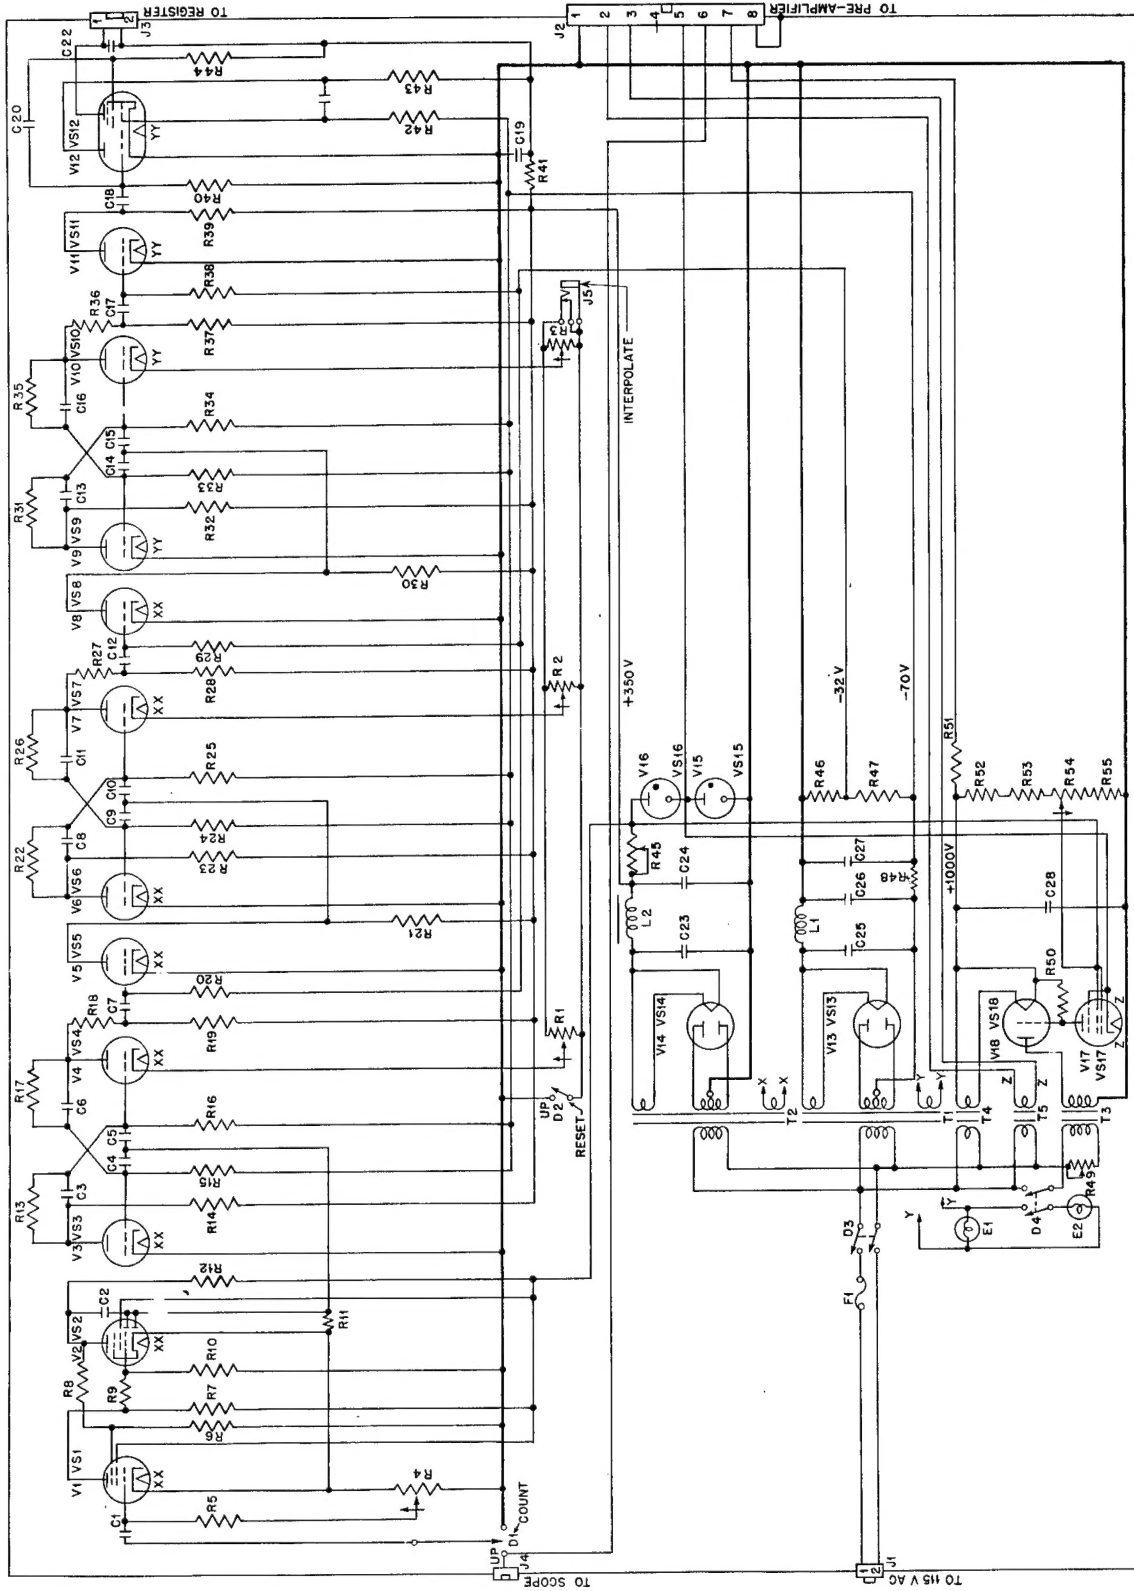 C20
C22
TO REGISTER
1
2
J3
R44
R43
R42
V12 VS12
YY
C19
R41
C18
R40
R39
V11 VS11
YY
R38
C17
R36
R37
V10 VS10
YY
R35
C16
C15
C14
R34
R33
R31
C13
R32
V9 VS9
YY
V8 VS8
XX
R30
C12
R29
R27
R28
V7 VS7
XX
R26
C11
C10
C9
R25
R24
R22
C8
R23
V6 VS6
XX
V5 VS5
XX
R21
R20
C7
R18
R19
V4 VS4
XX
R17
C6
C5
C4
R16
R15
R13
C3
R14
V3 VS3
XX
R12
C2
V2 VS2
XX
R11
R8
R9
R10
R7
R6
V1 VS1
XX
C1
R5
R4
UP
D1
COUNT
J4
TO SCOPE
R3
J5
INTERPOLATE
R2
R1
UP
D2
RESET
J2
TO PRE-AMPLIFIER
1
2
3
4
5
6
7
8
+350V
-32V
-70V
+1000V
V16
VS16
V15
VS15
R45
C24
L2
C23
V14 VS14
R46
R47
C27
C26
R48
L1
C25
V13 VS13
R51
R52
R53
R54
R55
C28
R50
V18
VS18
V17
VS17
Z
Z
X
X
T2
Y
Y
T1
T4
Z
Z
T5
T3
R49
D3
F1
Y
Y
E1
D4
E2
J1
1
2
TO 115 V AC